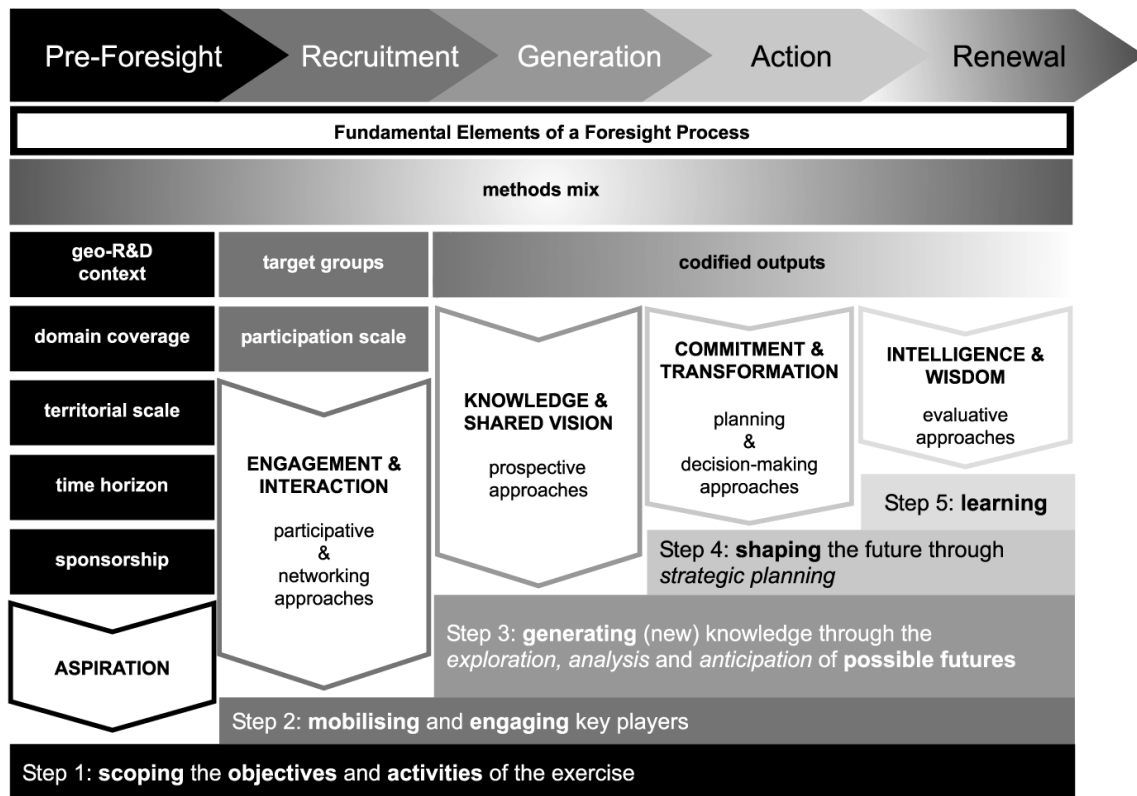 Pre-Foresight
Recruitment
Generation
Action
Renewal
Fundamental Elements of a Foresight Process
methods mix
geo-R&D
context
domain coverage
territorial scale
time horizon
sponsorship
ASPIRATION
target groups
participation scale
ENGAGEMENT &
INTERACTION
participative
&
networking
approaches
codified outputs
KNOWLEDGE &
SHARED VISION
prospective
approaches
COMMITMENT &
TRANSFORMATION
planning
&
decision-making
approaches
INTELLIGENCE &
WISDOM
evaluative
approaches
Step 5: learning
Step 4: shaping the future through
strategic planning
Step 3: generating (new) knowledge through the
exploration, analysis and anticipation of possible futures
Step 2: mobilising and engaging key players
Step 1: scoping the objectives and activities of the exercise